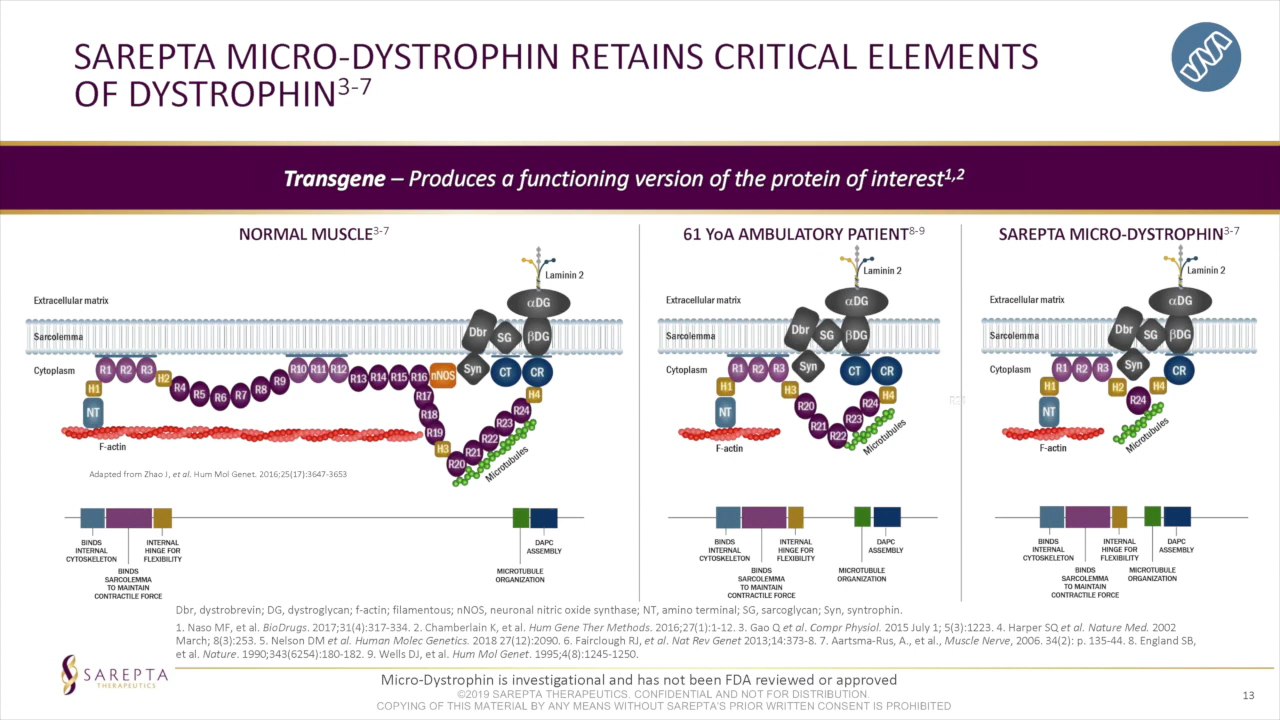 SAREPTA MICRO-DYSTROPHIN RETAINS CRITICAL ELEMENTS
OF DYSTROPHIN3-7
Transgene – Produces a functioning version of the protein of interest1,2
NORMAL MUSCLE3-7
Laminin 2
αDG
Extracellular matrix
Dbr
SG
βDG
Sarcolemma
Cytoplasm
R1 R2 R3
H2
R4 R5 R6 R7 R8 R9
R10 R11 R12
R13 R14 R15 R16
nNOS
Syn
CT
CR
H1
NT
R17
R18
R19
H3
R20 R21 R22 R23 R24
H4
F-actin
Microtubules
Adapted from Zhao J, et al. Hum Mol Genet. 2016;25(17):3647-3653
BINDS
INTERNAL
CYTOSKELETON
BINDS
SARCOLEMMA
TO MAINTAIN
CONTRACTILE FORCE
INTERNAL
HINGE FOR
FLEXIBILITY
MICROTUBULE
ORGANIZATION
DAPC
ASSEMBLY
61 YoA AMBULATORY PATIENT8-9
Laminin 2
αDG
Extracellular matrix
Dbr
SG
βDG
Sarcolemma
Cytoplasm
R1 R2 R3
Syn
CT
CR
H1
NT
H3
R20
R21
R22
R23
R24
H4
F-actin
Microtubules
BINDS
INTERNAL
CYTOSKELETON
BINDS
SARCOLEMMA
TO MAINTAIN
CONTRACTILE FORCE
INTERNAL
HINGE FOR
FLEXIBILITY
MICROTUBULE
ORGANIZATION
DAPC
ASSEMBLY
SAREPTA MICRO-DYSTROPHIN3-7
Laminin 2
αDG
Extracellular matrix
Dbr
SG
βDG
Sarcolemma
Cytoplasm
R1 R2 R3
Syn
CR
H1
NT
H2
R24
H4
F-actin
Microtubules
BINDS
INTERNAL
CYTOSKELETON
BINDS
SARCOLEMMA
TO MAINTAIN
CONTRACTILE FORCE
INTERNAL
HINGE FOR
FLEXIBILITY
MICROTUBULE
ORGANIZATION
DAPC
ASSEMBLY
Dbr, dystrobrevin; DG, dystroglycan; f-actin; filamentous; nNOS, neuronal nitric oxide synthase; NT, amino terminal; SG, sarcoglycan; Syn, syntrophin.
1. Naso MF, et al. BioDrugs. 2017;31(4):317-334. 2. Chamberlain K, et al. Hum Gene Ther Methods. 2016;27(1):1-12. 3. Gao Q et al. Compr Physiol. 2015 July 1; 5(3):1223. 4. Harper SQ et al. Nature Med. 2002
March; 8(3):253. 5. Nelson DM et al. Human Molec Genetics. 2018 27(12):2090. 6. Fairclough RJ, et al. Nat Rev Genet 2013;14:373-8. 7. Aartsma-Rus, A., et al., Muscle Nerve, 2006. 34(2): p. 135-44. 8. England SB,
et al. Nature. 1990;343(6254):180-182. 9. Wells DJ, et al. Hum Mol Genet. 1995;4(8):1245-1250.
SAREPTA
THERAPEUTICS
Micro-Dystrophin is investigational and has not been FDA reviewed or approved
©2019 SAREPTA THERAPEUTICS. CONFIDENTIAL AND NOT FOR DISTRIBUTION.
COPYING OF THIS MATERIAL BY ANY MEANS WITHOUT SAREPTA'S PRIOR WRITTEN CONSENT IS PROHIBITED
13